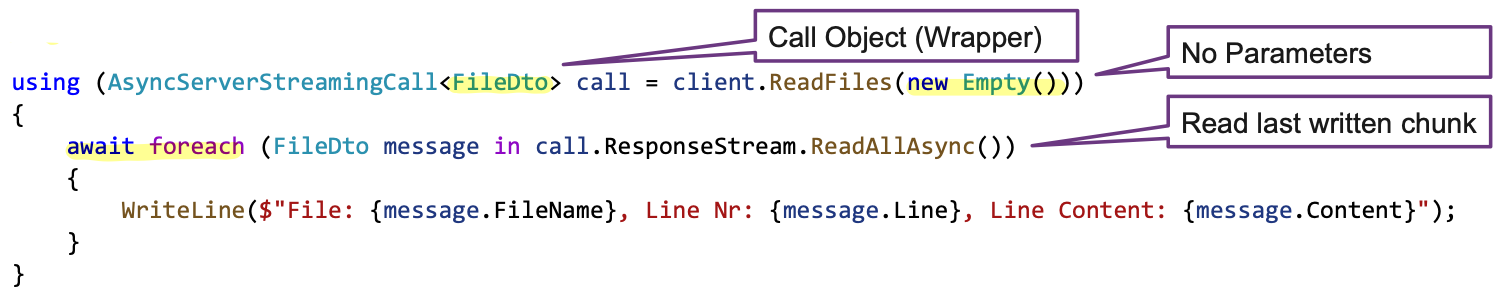 Call Object (Wrapper)
No Parameters
using (AsyncServerStreamingCall<FileDto> call = client.ReadFiles(new Empty()))
{
Read last written chunk
    await foreach (FileDto message in call.ResponseStream.ReadAllAsync())
    {
        WriteLine($"File: {message.FileName}, Line Nr: {message.Line}, Line Content: {message.Content}");
    }
}